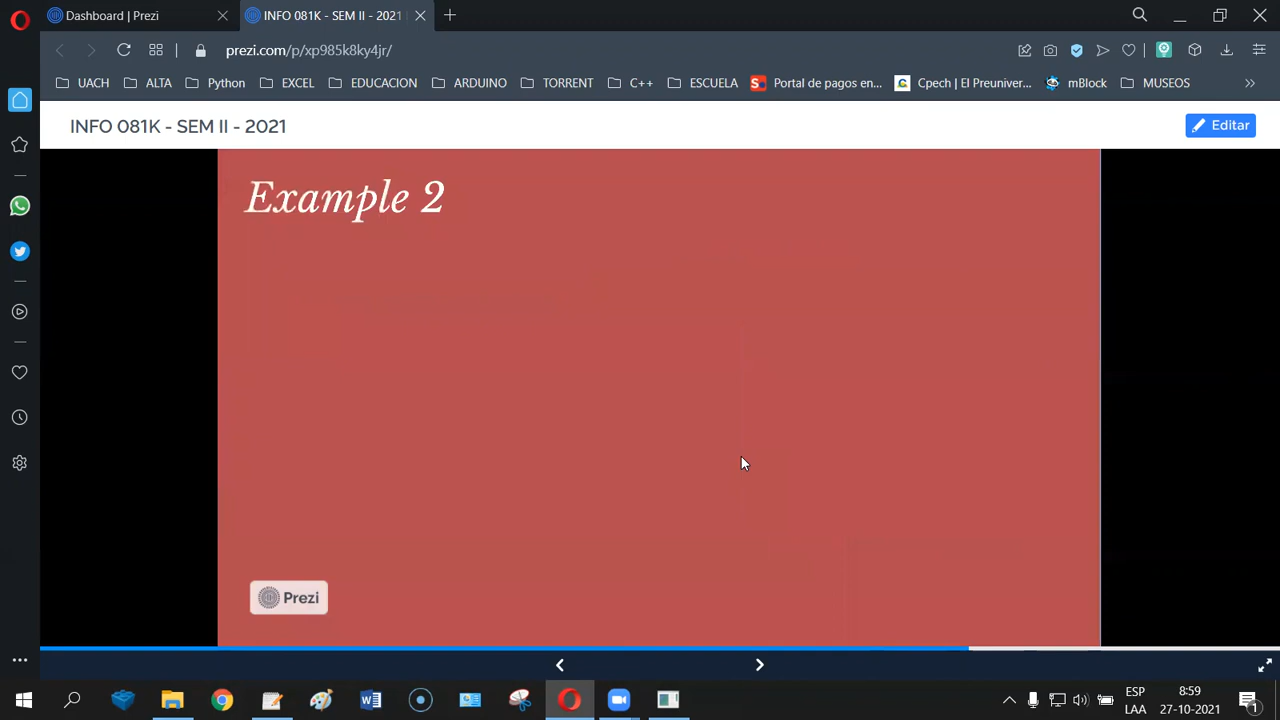 Dashboard | Prezi
INFO 081K - SEM II - 2021
prezi.com/p/xp985k8ky4jr/
UACH
ALTA
Python
EXCEL
EDUCACION
ARDUINO
TORRENT
C++
ESCUELA
Portal de pagos en...
Cpech | El Preuniver...
mBlock
MUSEOS
INFO 081K - SEM II - 2021
Editar
Example 2
Prezi
ESP
LAA
8:59
27-10-2021
1